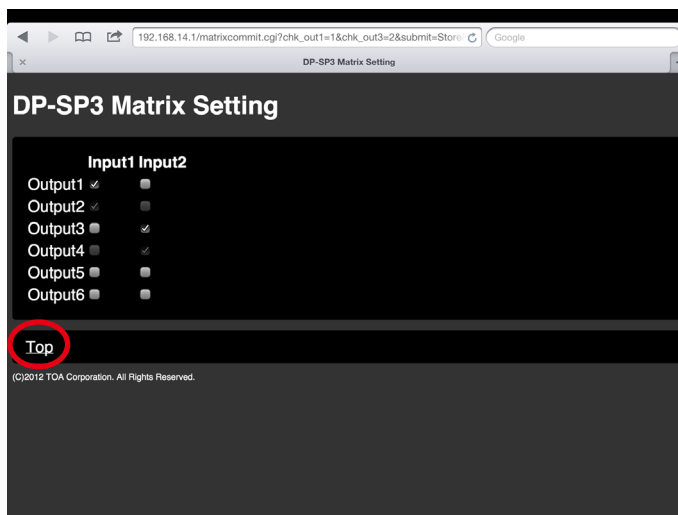 192.168.14.1/matrixcommit.cgi?chk_out1=1&chk_out3=2&submit=Store
Google
DP-SP3 Matrix Setting
DP-SP3 Matrix Setting
Input1 Input2
Output1
Output2
Output3
Output4
Output5
Output6
Top
(C)2012 TOA Corporation. All Rights Reserved.